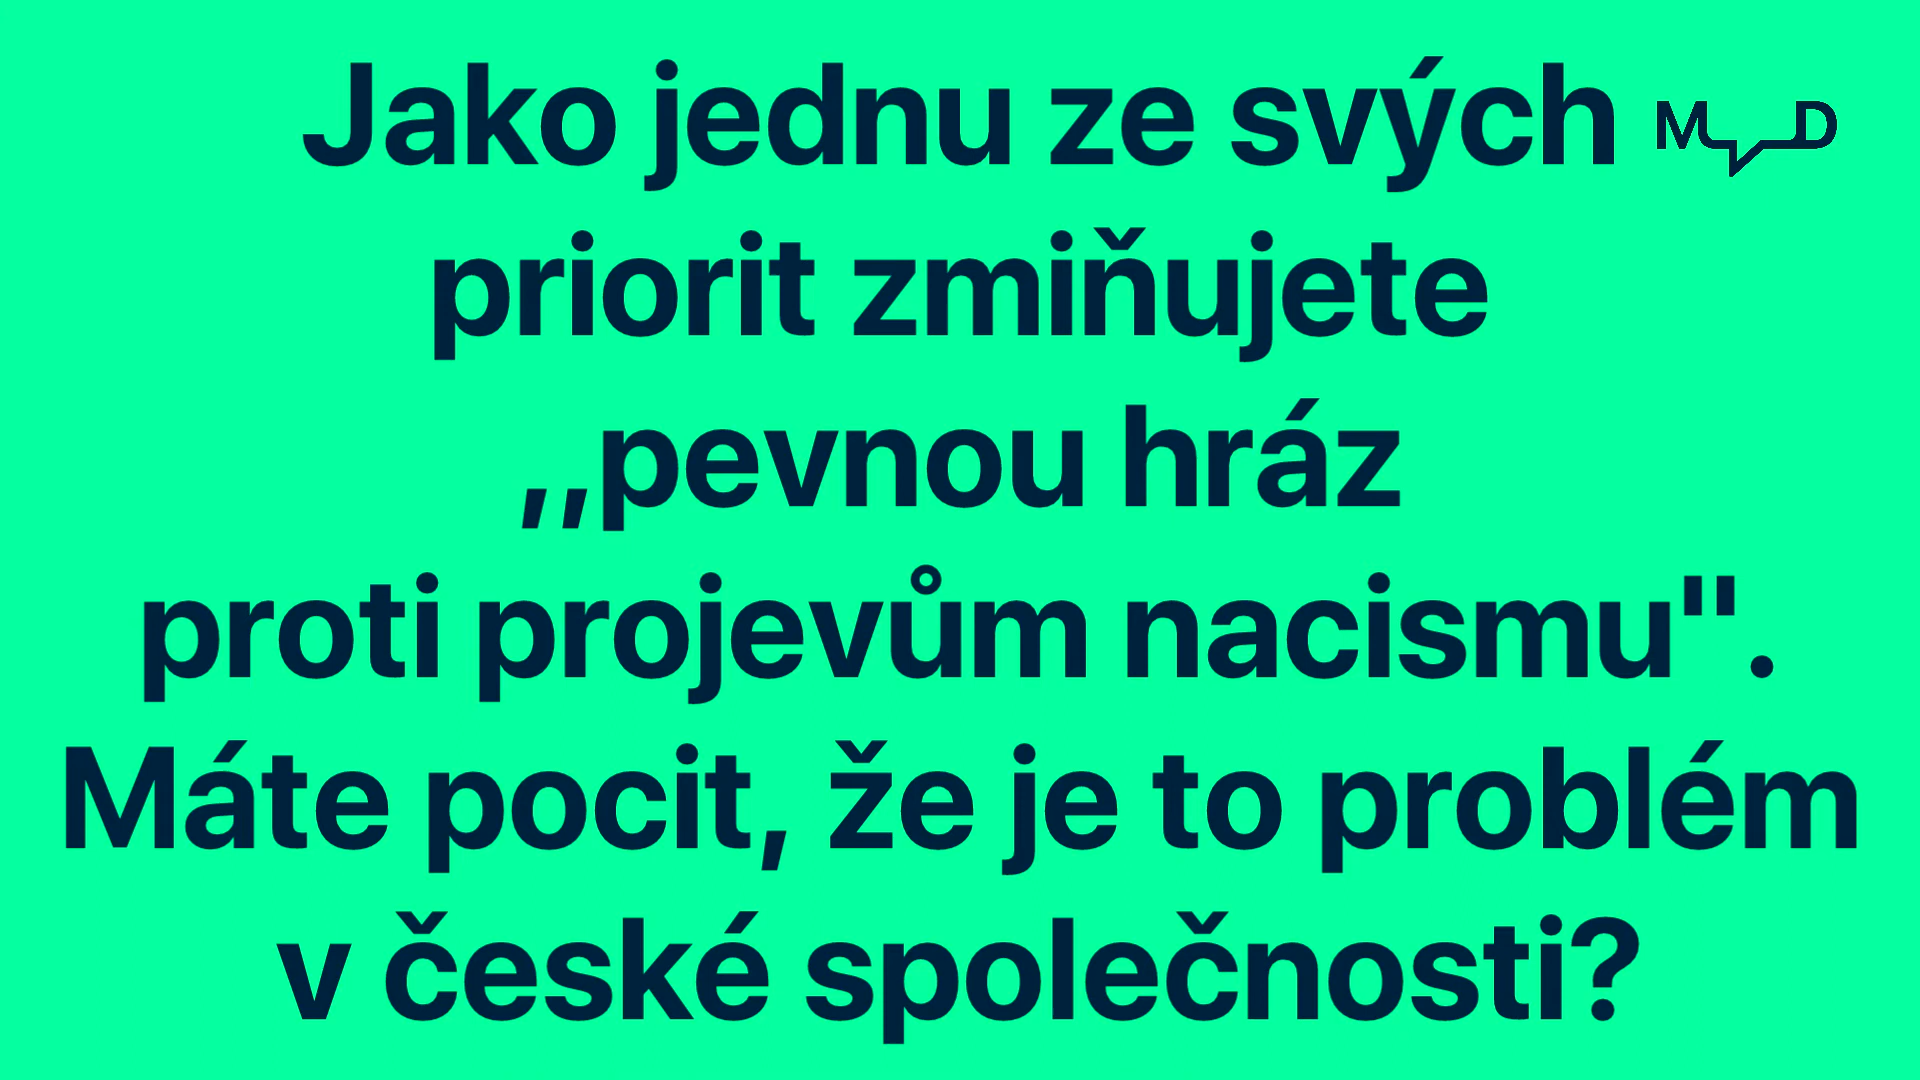 Jako jednu ze svých
M D
priorit zmiňujete
,,pevnou hráz
proti projevům nacismu".
Máte pocit, že je to problém
v české společnosti?